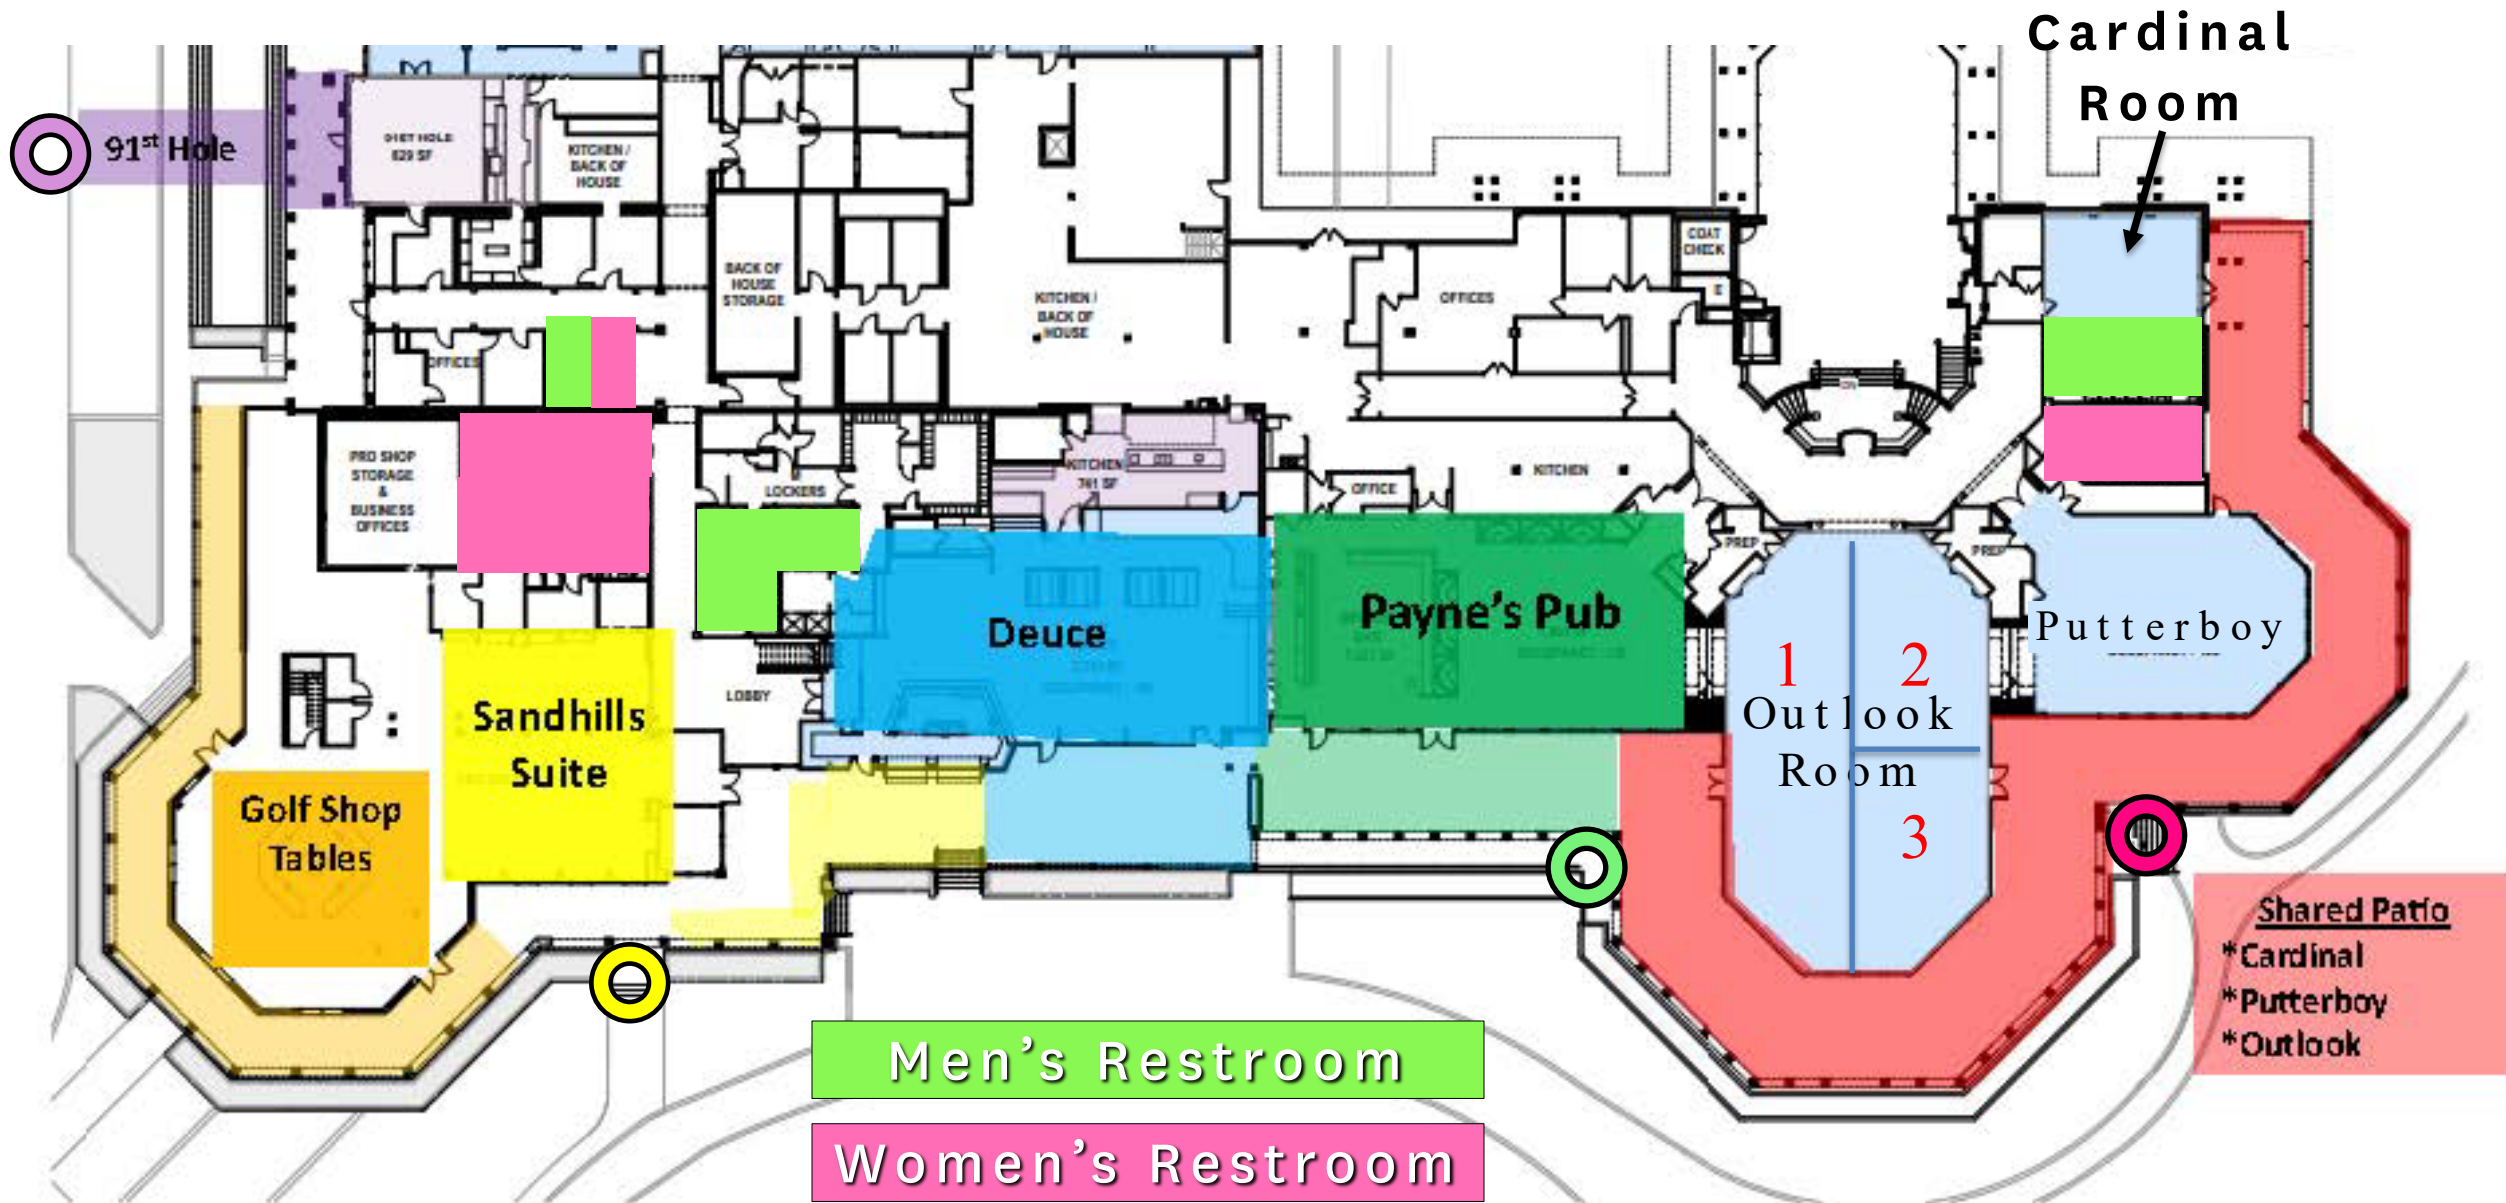 Cardinal
Room
91st Hole
91ST HOLE
629 SF
KITCHEN /
BACK OF
HOUSE
COAT
CHECK
E
BACK OF
HOUSE
STORAGE
KITCHEN /
BACK OF
HOUSE
OFFICES
OFFICES
DN
PRO SHOP
STORAGE
&
BUSINESS
OFFICES
LOCKERS
KITCHEN
741 SF
OFFICE
KITCHEN
PREP
PREP
Deuce
Payne's Pub
Putterboy
1
2
Outlook
Room
3
LOBBY
Sandhills
Suite
Golf Shop
Tables
Shared Patio
*Cardinal
*Putterboy
*Outlook
Men's Restroom
Women's Restroom